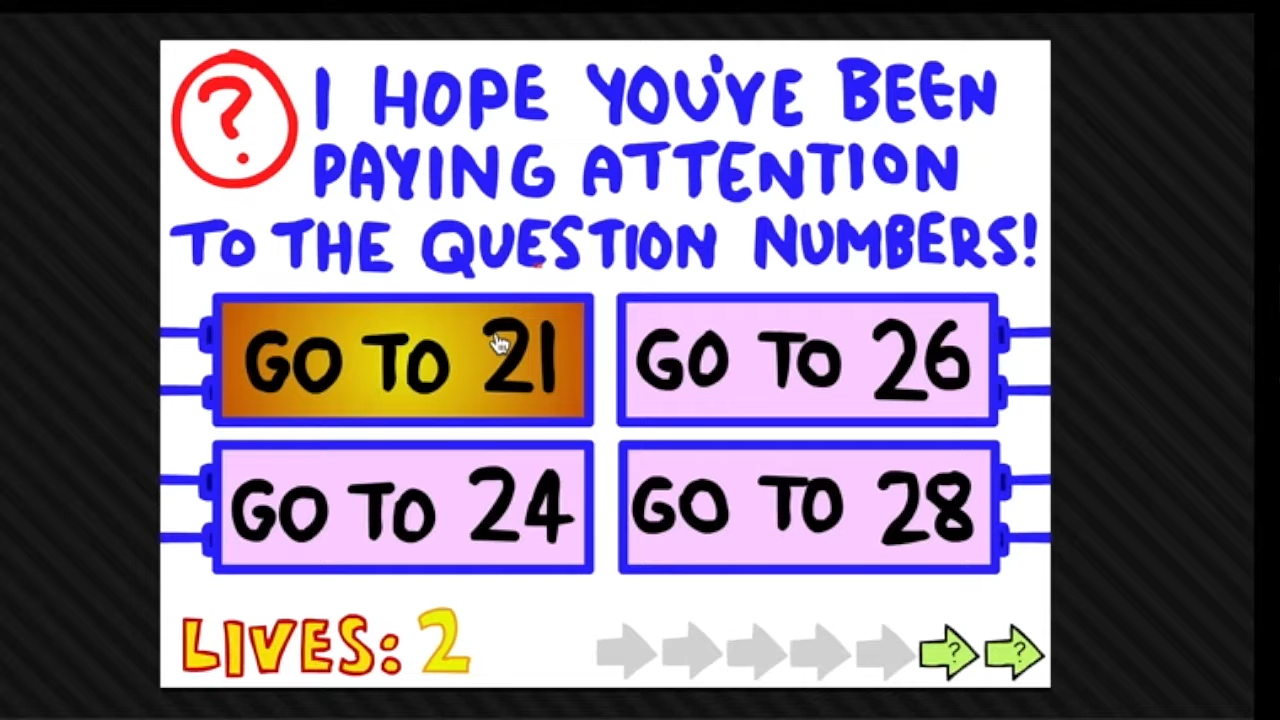 ? I HOPE YOU'VE BEEN
PAYING ATTENTION
TO THE QUESTION NUMBERS!
GO TO 21
GO TO 26
GO TO 24
GO TO 28
LIVES: 2
? ?